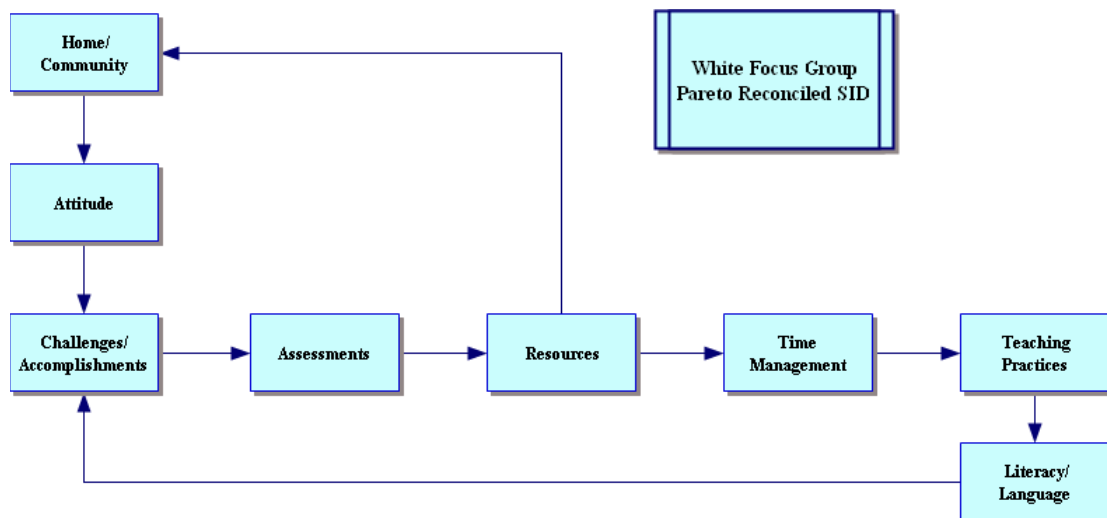 Home/
Community
White Focus Group
Pareto Reconciled SID
Attitude
Challenges/
Accomplishments
Assessments
Resources
Time
Management
Teaching
Practices
Literacy/
Language